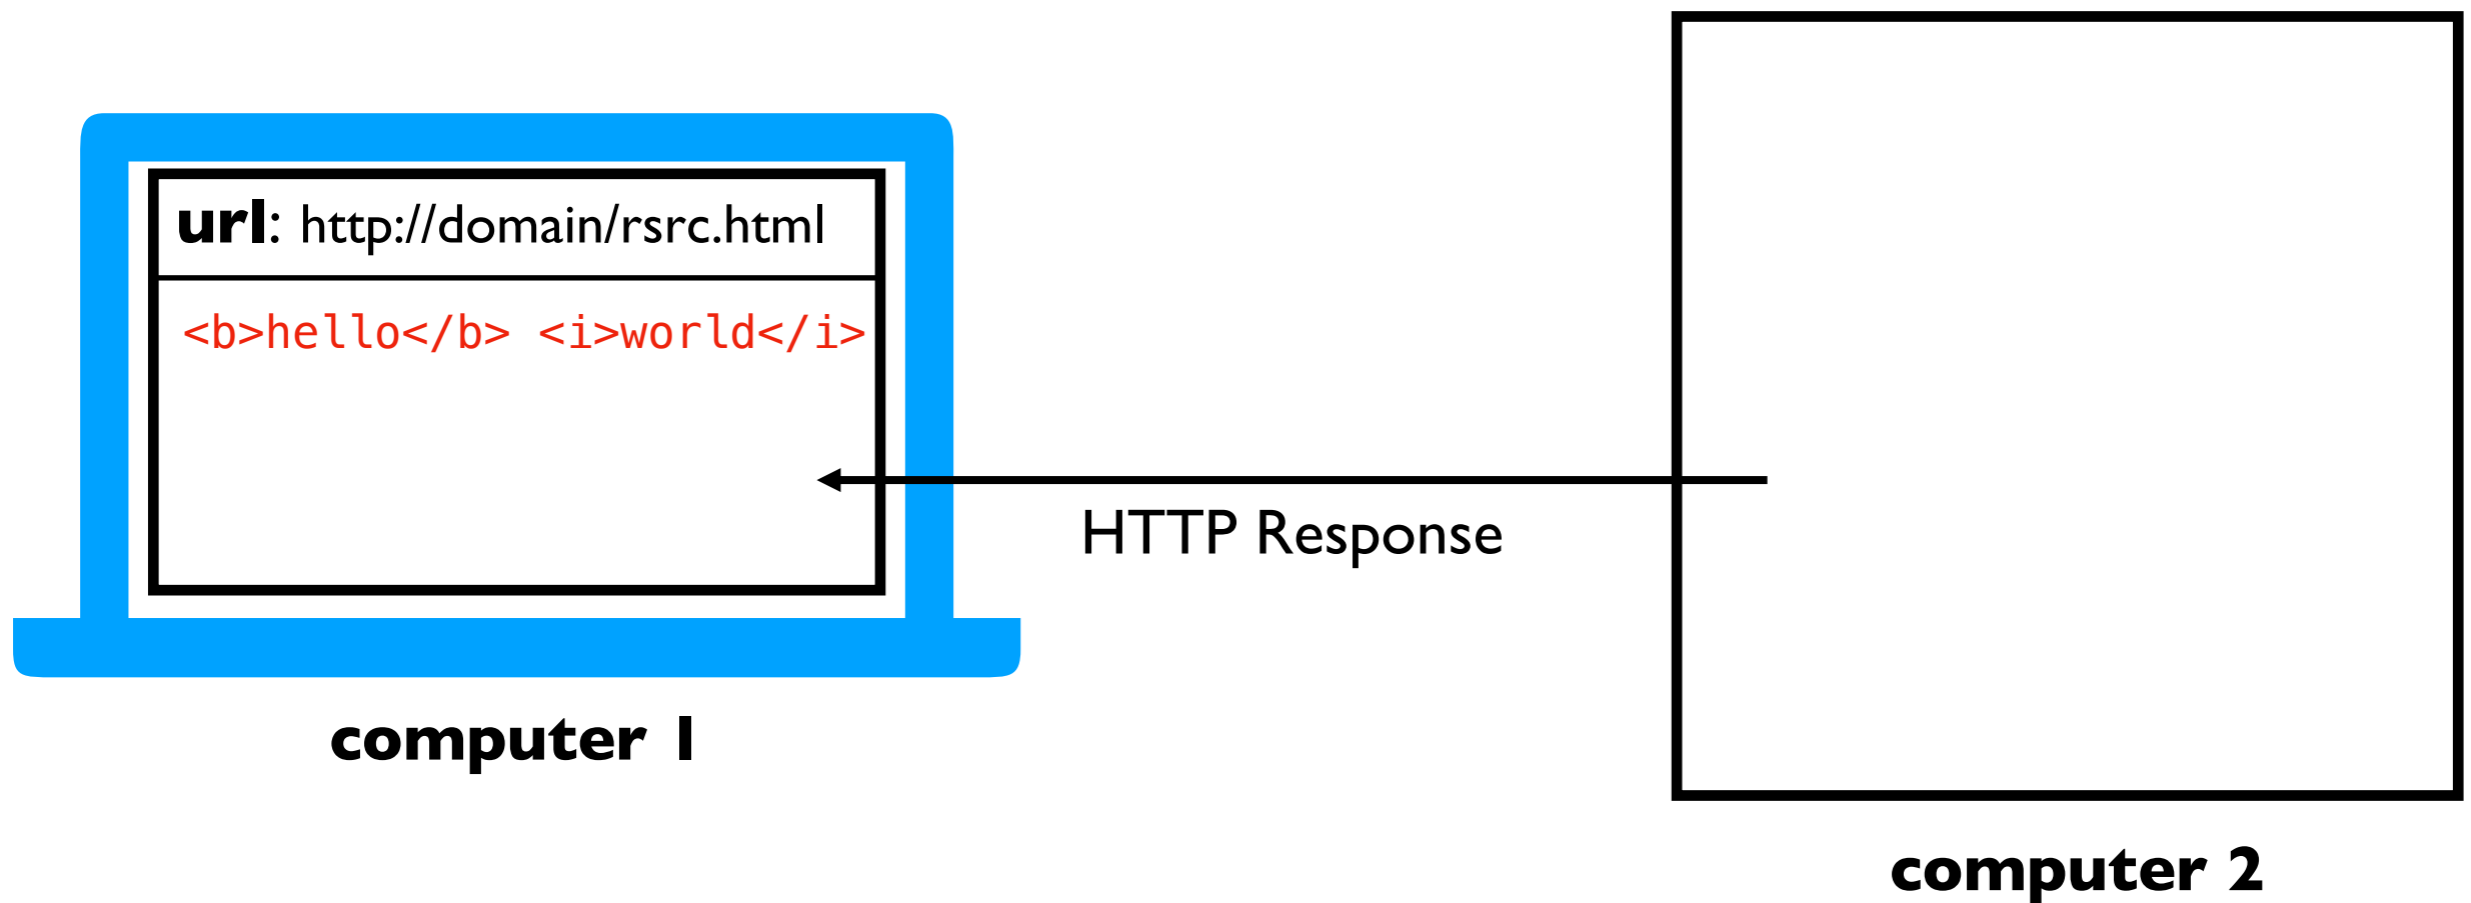 url: http://domain/rsrc.html
<b>hello</b> <i>world</i>
HTTP Response
computer 1
computer 2